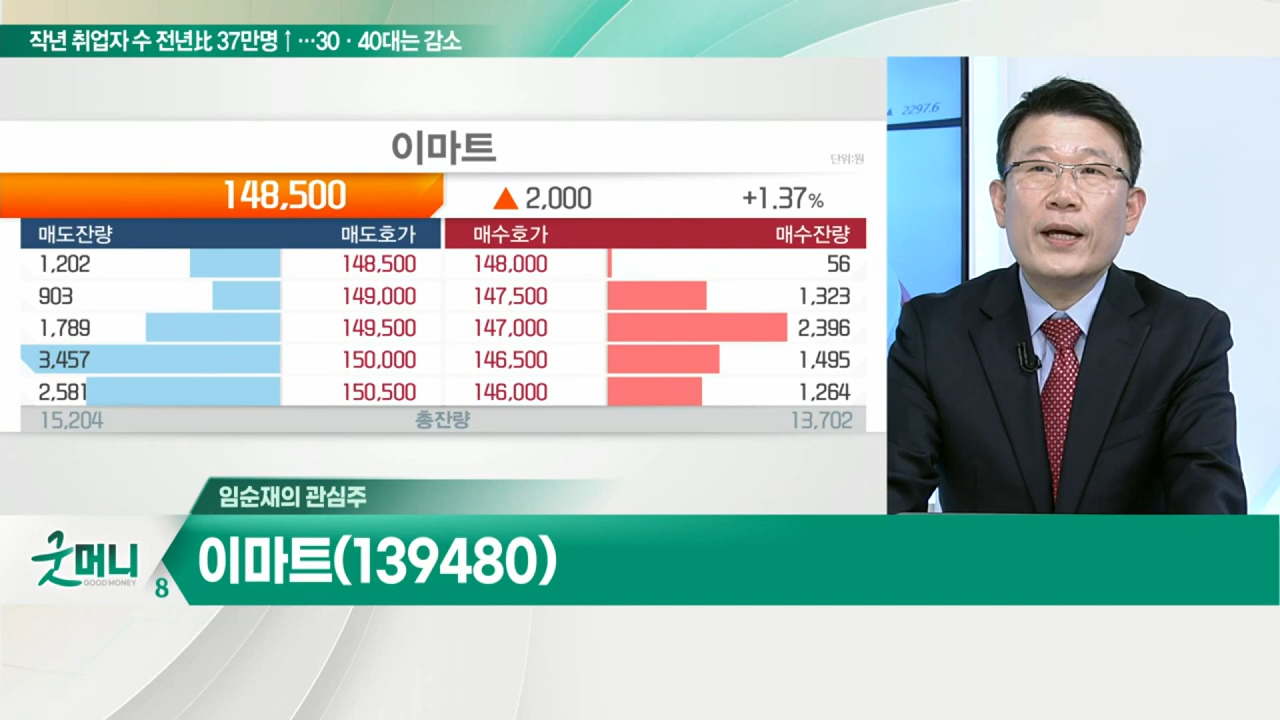 작년 취업자 수 전년比 37만명↑…30·40대는 감소
이마트
단위:원
148,500 ▲ 2,000 +1.37%
매도잔량 매도호가 매수호가 매수잔량
1,202 148,500 148,000 56
903 149,000 147,500 1,323
1,789 149,500 147,000 2,396
3,457 150,000 146,500 1,495
2,581 150,500 146,000 1,264
15,204 총잔량 13,702
▲ 2297.6
임순재의 관심주
굿머니
GOOD MONEY
8
이마트(139480)